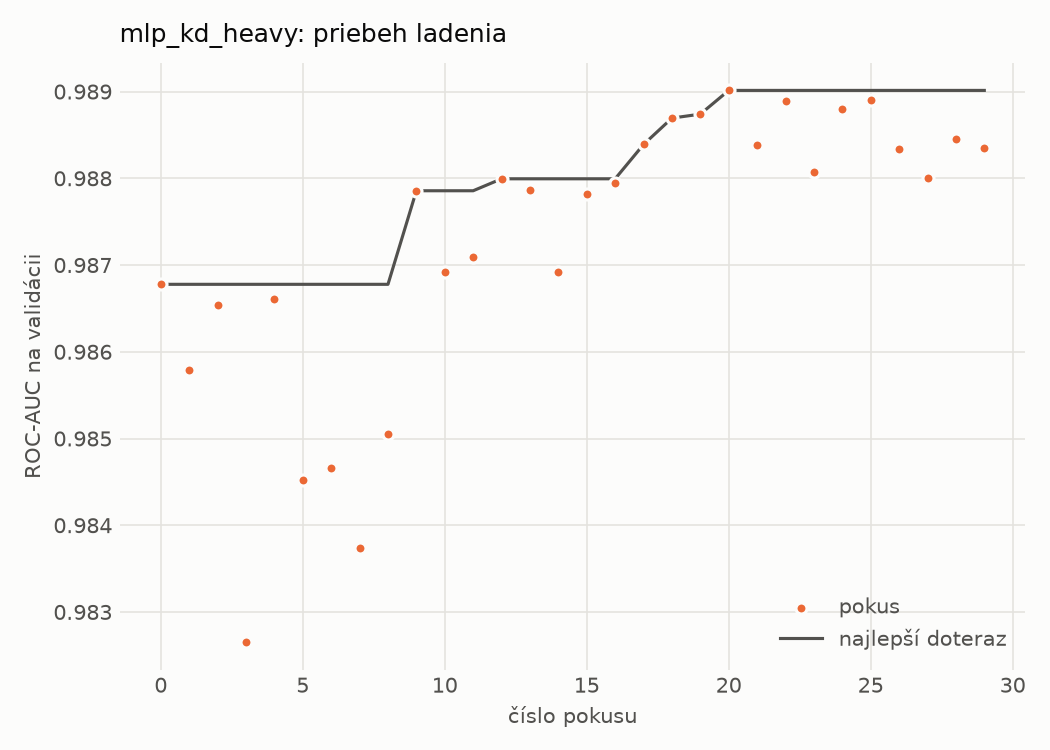 mlp_kd_heavy: priebeh ladenia
ROC-AUC na validácii
0.989
0.988
0.987
0.986
0.985
0.984
0.983
pokus
najlepší doteraz
0 5 10 15 20 25 30
číslo pokusu